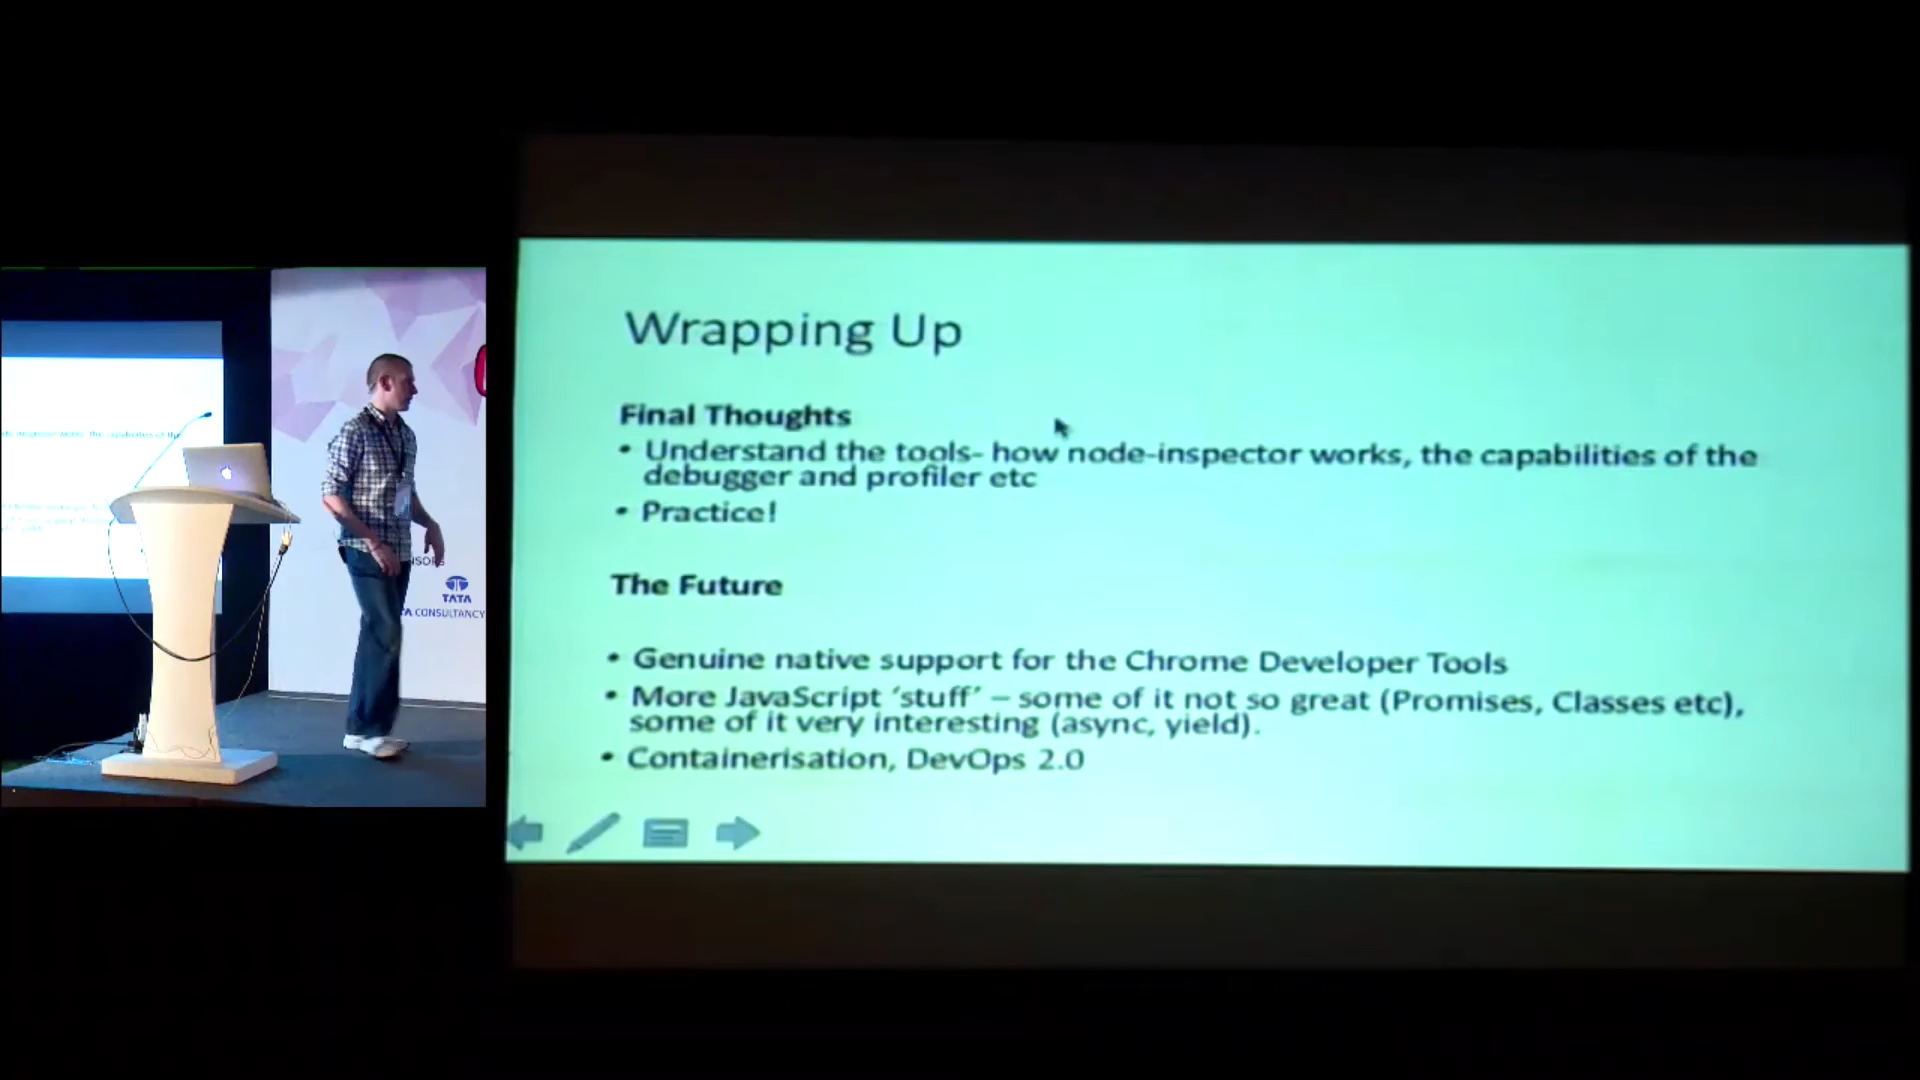 Wrapping Up
Final Thoughts
• Understand the tools- how node-inspector works, the capabilities of the
debugger and profiler etc
• Practice!
The Future
• Genuine native support for the Chrome Developer Tools
• More JavaScript ‘stuff’ – some of it not so great (Promises, Classes etc),
some of it very interesting (async, yield).
• Containerisation, DevOps 2.0
NSORS
TATA
TA CONSULTANCY